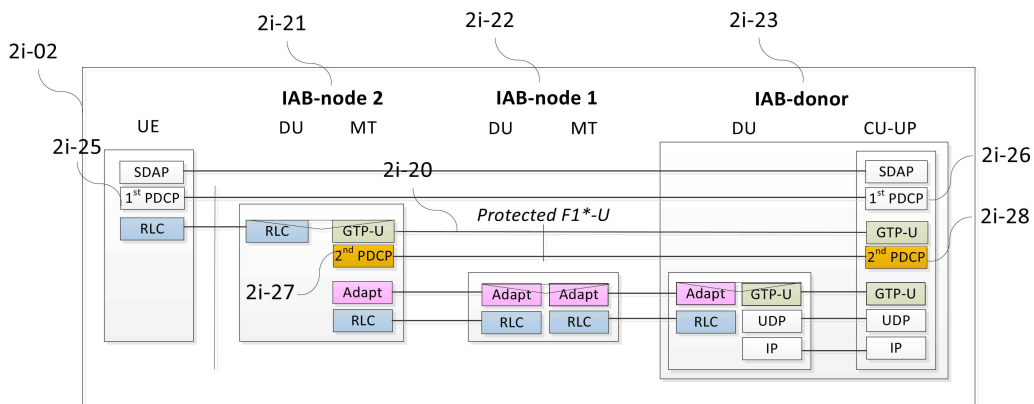 2i-21
2i-22
2i-23
2i-02
IAB-node 2
IAB-node 1
IAB-donor
UE
DU
MT
DU
MT
DU
CU-UP
2i-25
2i-26
SDAP
2i-20
SDAP
1st PDCP
1st PDCP
Protected F1*-U
2i-28
RLC
RLC
GTP-U
GTP-U
2nd PDCP
2nd PDCP
2i-27
Adapt
Adapt
Adapt
Adapt
GTP-U
GTP-U
RLC
RLC
RLC
RLC
UDP
UDP
IP
IP